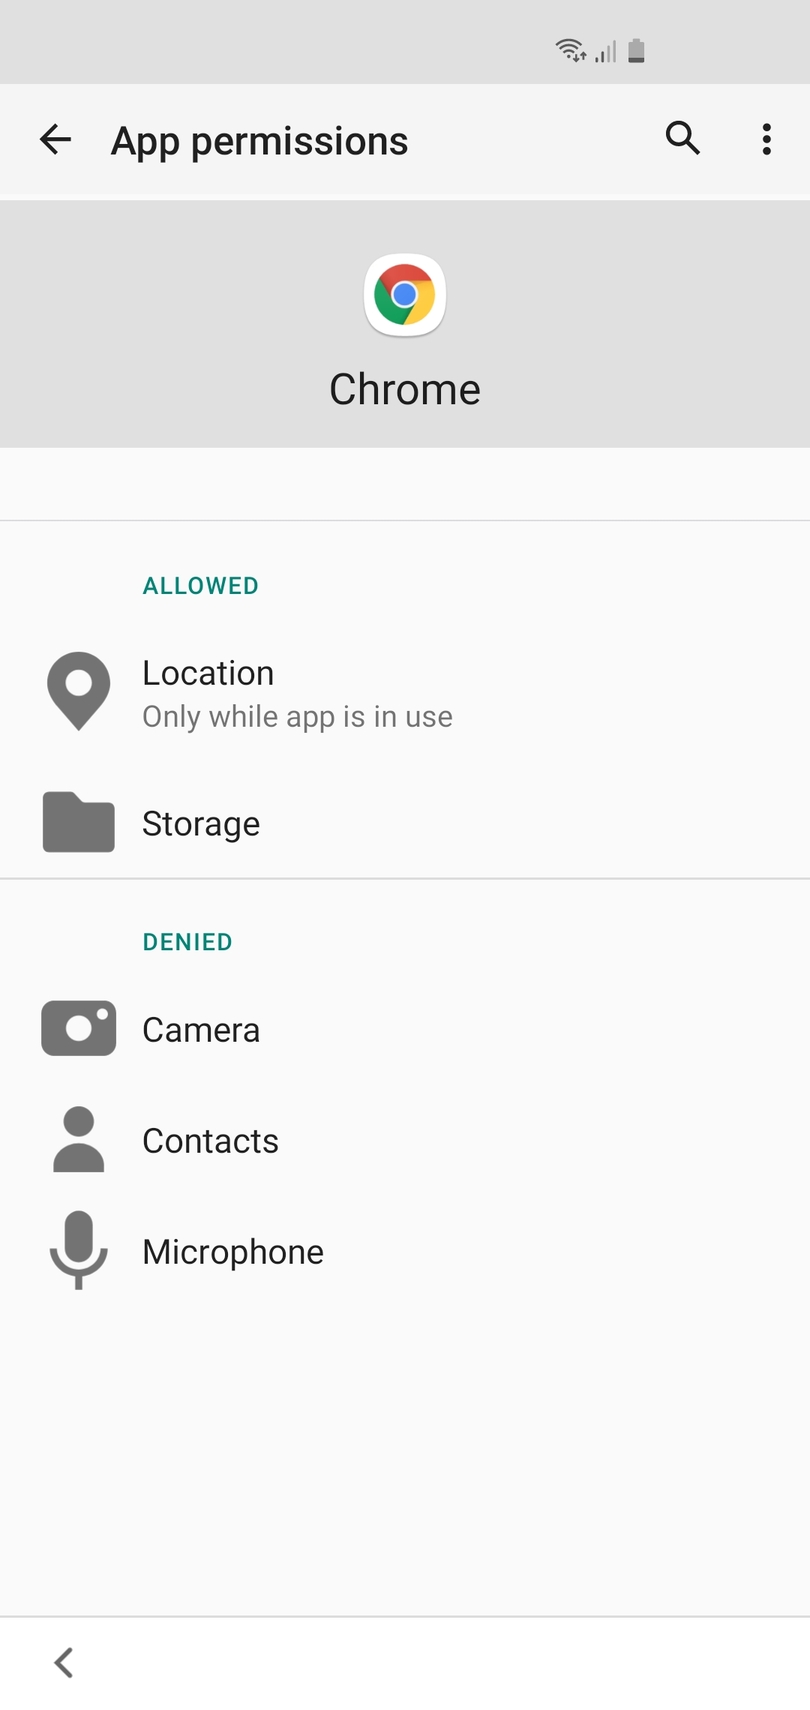 App permissions
Chrome
ALLOWED
Location
Only while app is in use
Storage
DENIED
Camera
Contacts
Microphone